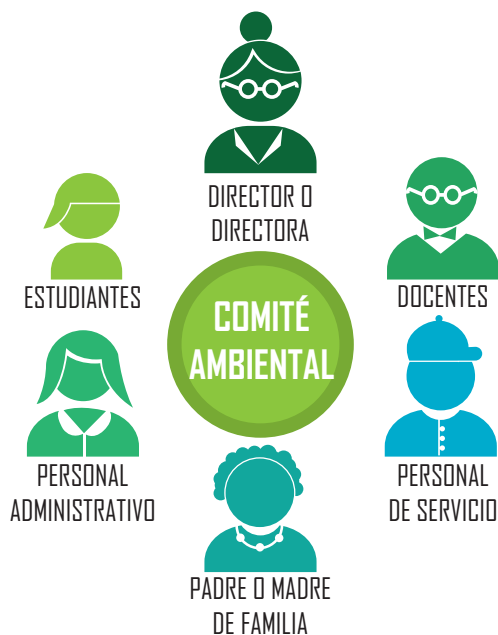 DIRECTOR O
DIRECTORA
ESTUDIANTES
DOCENTES
COMITÉ
AMBIENTAL
PERSONAL
ADMINISTRATIVO
PERSONAL
DE SERVICIO
PADRE O MADRE
DE FAMILIA